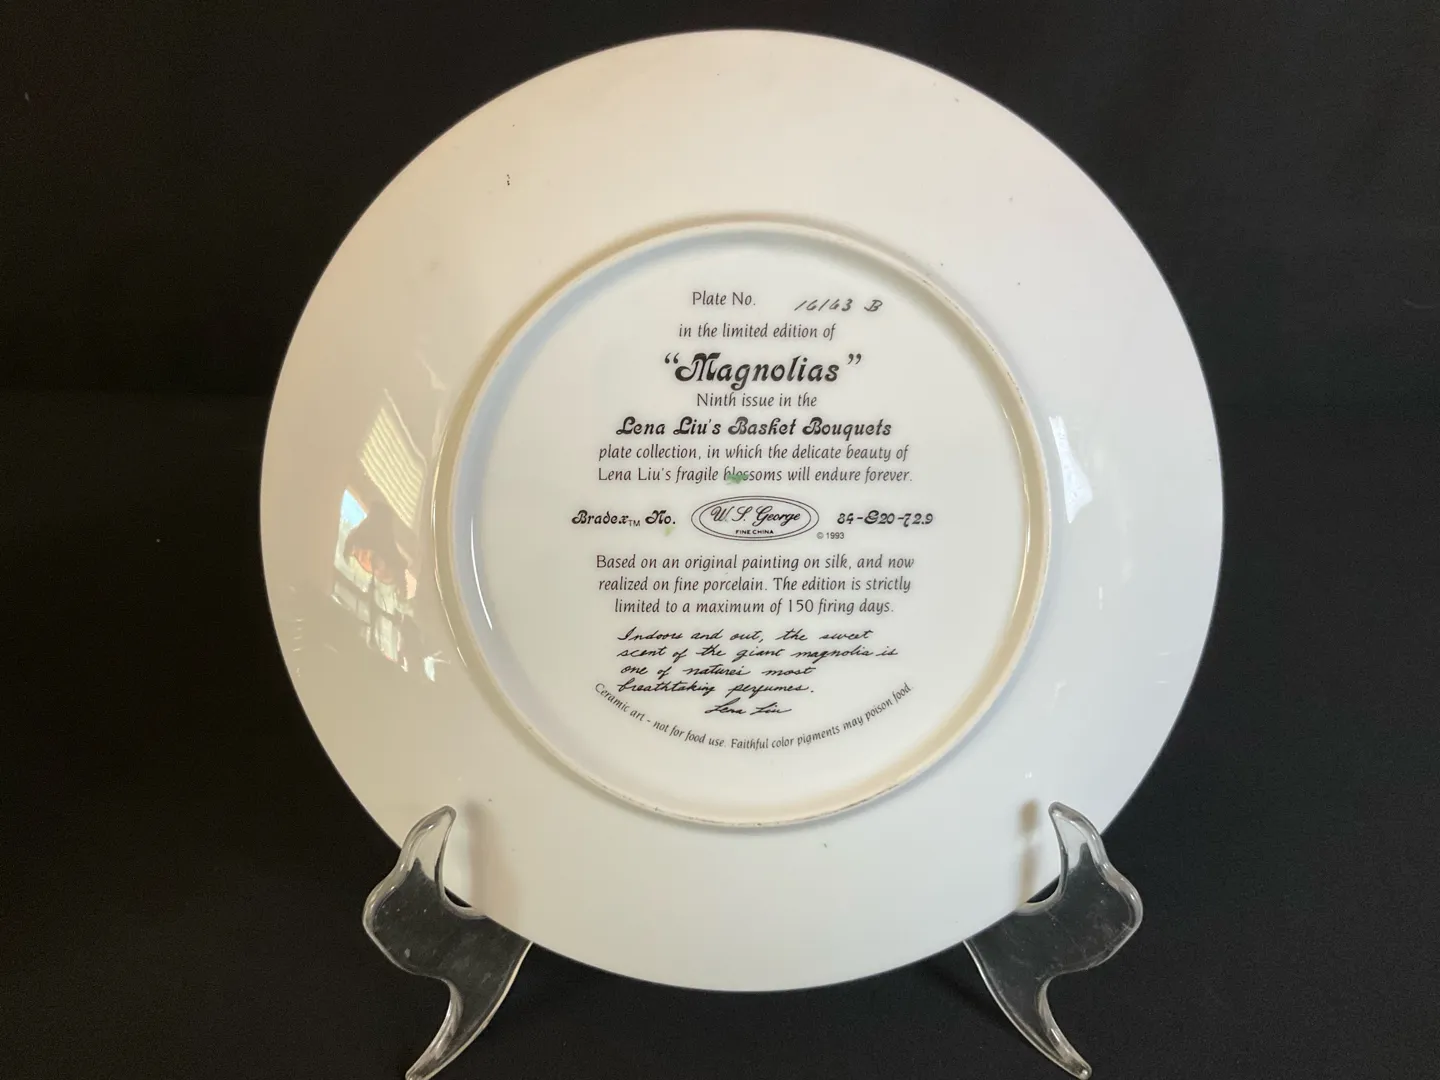 Plate No. 16163 B
in the limited edition of
“Magnolias”
Ninth issue in the
Lena Liu's Basket Bouquets
plate collection, in which the delicate beauty of
Lena Liu's fragile blossoms will endure forever.
Bradex™ No. W. S. George 84-G20-72.9
FINE CHINA
© 1993
Based on an original painting on silk, and now
realized on fine porcelain. The edition is strictly
limited to a maximum of 150 firing days.
Indoors and out, the sweet
scent of the giant magnolia is
one of nature's most
breathtaking perfumes.
Lena Liu
Ceramic art - not for food use. Faithful color pigments may poison food.